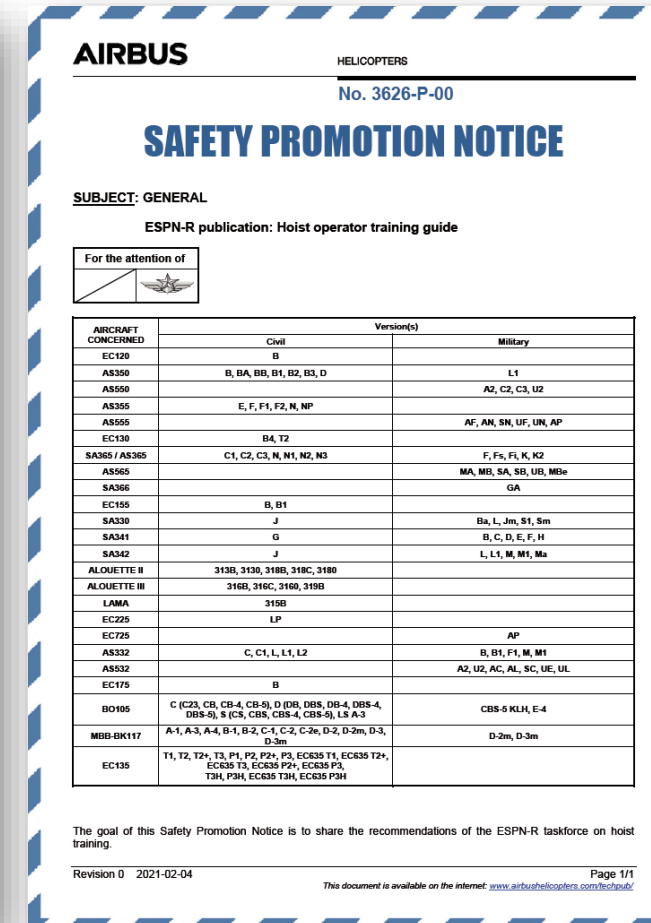 AIRBUS
HELICOPTERS
No. 3626-P-00
SAFETY PROMOTION NOTICE
SUBJECT: GENERAL
ESPN-R publication: Hoist operator training guide
For the attention of
AIRCRAFT CONCERNED Version(s)
Civil Military
EC120 B
AS350 B, BA, BB, B1, B2, B3, D L1
AS550 A2, C2, C3, U2
AS355 E, F, F1, F2, N, NP
AS555 AF, AN, SN, UF, UN, AP
EC130 B4, T2
SA365 / AS365 C1, C2, C3, N, N1, N2, N3 F, Fs, Fi, K, K2
AS565 MA, MB, SA, SB, UB, MBe
SA366 GA
EC155 B, B1
SA330 J Ba, L, Jm, S1, Sm
SA341 G B, C, D, E, F, H
SA342 J L, L1, M, M1, Ma
ALOUETTE II 313B, 3130, 318B, 318C, 3180
ALOUETTE III 316B, 316C, 3160, 319B
LAMA 315B
EC225 LP
EC725 AP
AS332 C, C1, L, L1, L2 B, B1, F1, M, M1
AS532 A2, U2, AC, AL, SC, UE, UL
EC175 B
BO105 C (C23, CB, CB-4, CB-5), D (DB, DBS, DB-4, DBS-4,
DBS-5), S (CS, CBS, CBS-4, CBS-5), LS A-3 CBS-5 KLH, E-4
MBB-BK117 A-1, A-3, A-4, B-1, B-2, C-1, C-2, C-2e, D-2, D-2m, D-3,
D-3m D-2m, D-3m
EC135 T1, T2, T2+, T3, P1, P2, P2+, P3, EC635 T1, EC635 T2+,
EC635 T3, EC635 P2+, EC635 P3,
T3H, P3H, EC635 T3H, EC635 P3H
The goal of this Safety Promotion Notice is to share the recommendations of the ESPN-R taskforce on hoist
training.
Revision 0 2021-02-04 Page 1/1
This document is available on the internet: www.airbushelicopters.com/techpub/